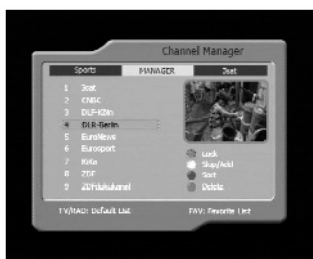 Channel Manager
Sports MANAGER 3sat
1 3sat
2 CNBC
3 DLF-Köln
4 DLR-Berlin
5 EuroNews
6 Eurosport
7 KiKa
8 ZDF
9 ZDFdokukanal
Lock
Skip/Add
Sort
Delete
TV/RAD: Default List FAV: Favorite List